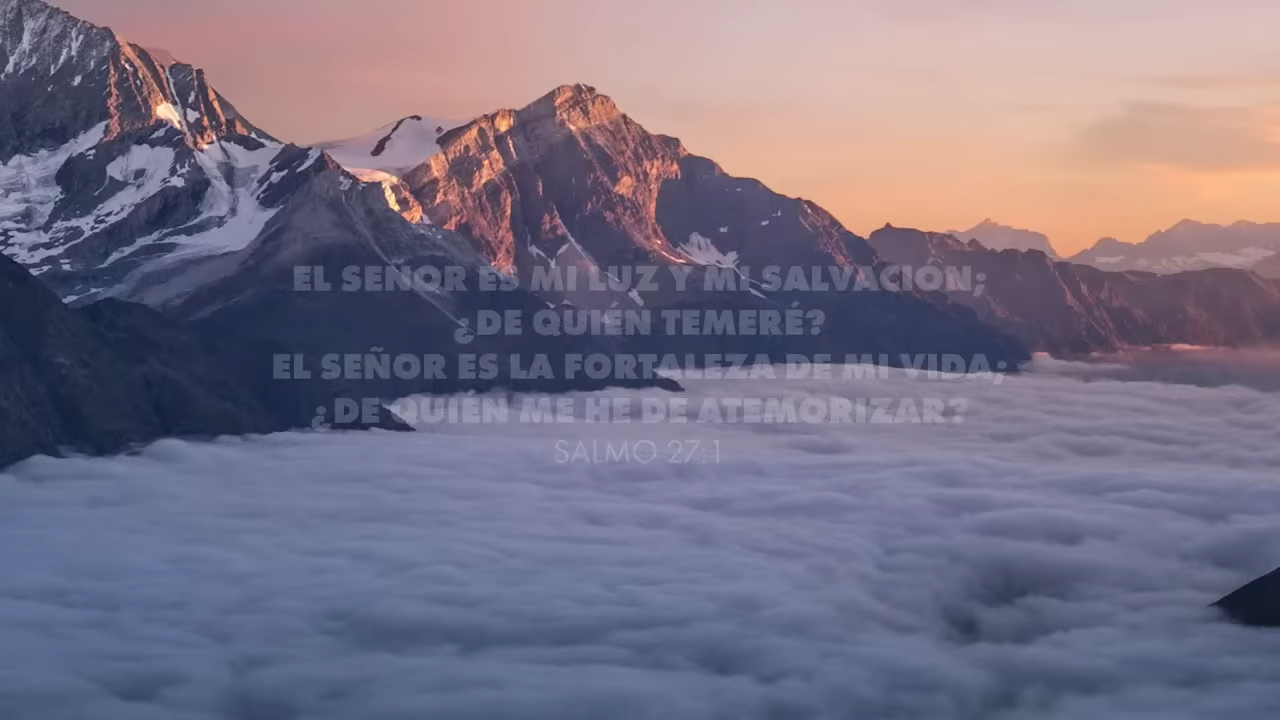 EL SEÑOR ES MI LUZ Y MI SALVACIÓN;
¿DE QUIÉN TEMERÉ?
EL SEÑOR ES LA FORTALEZA DE MI VIDA;
¿DE QUIÉN ME HE DE ATEMORIZAR?
SALMO 27:1